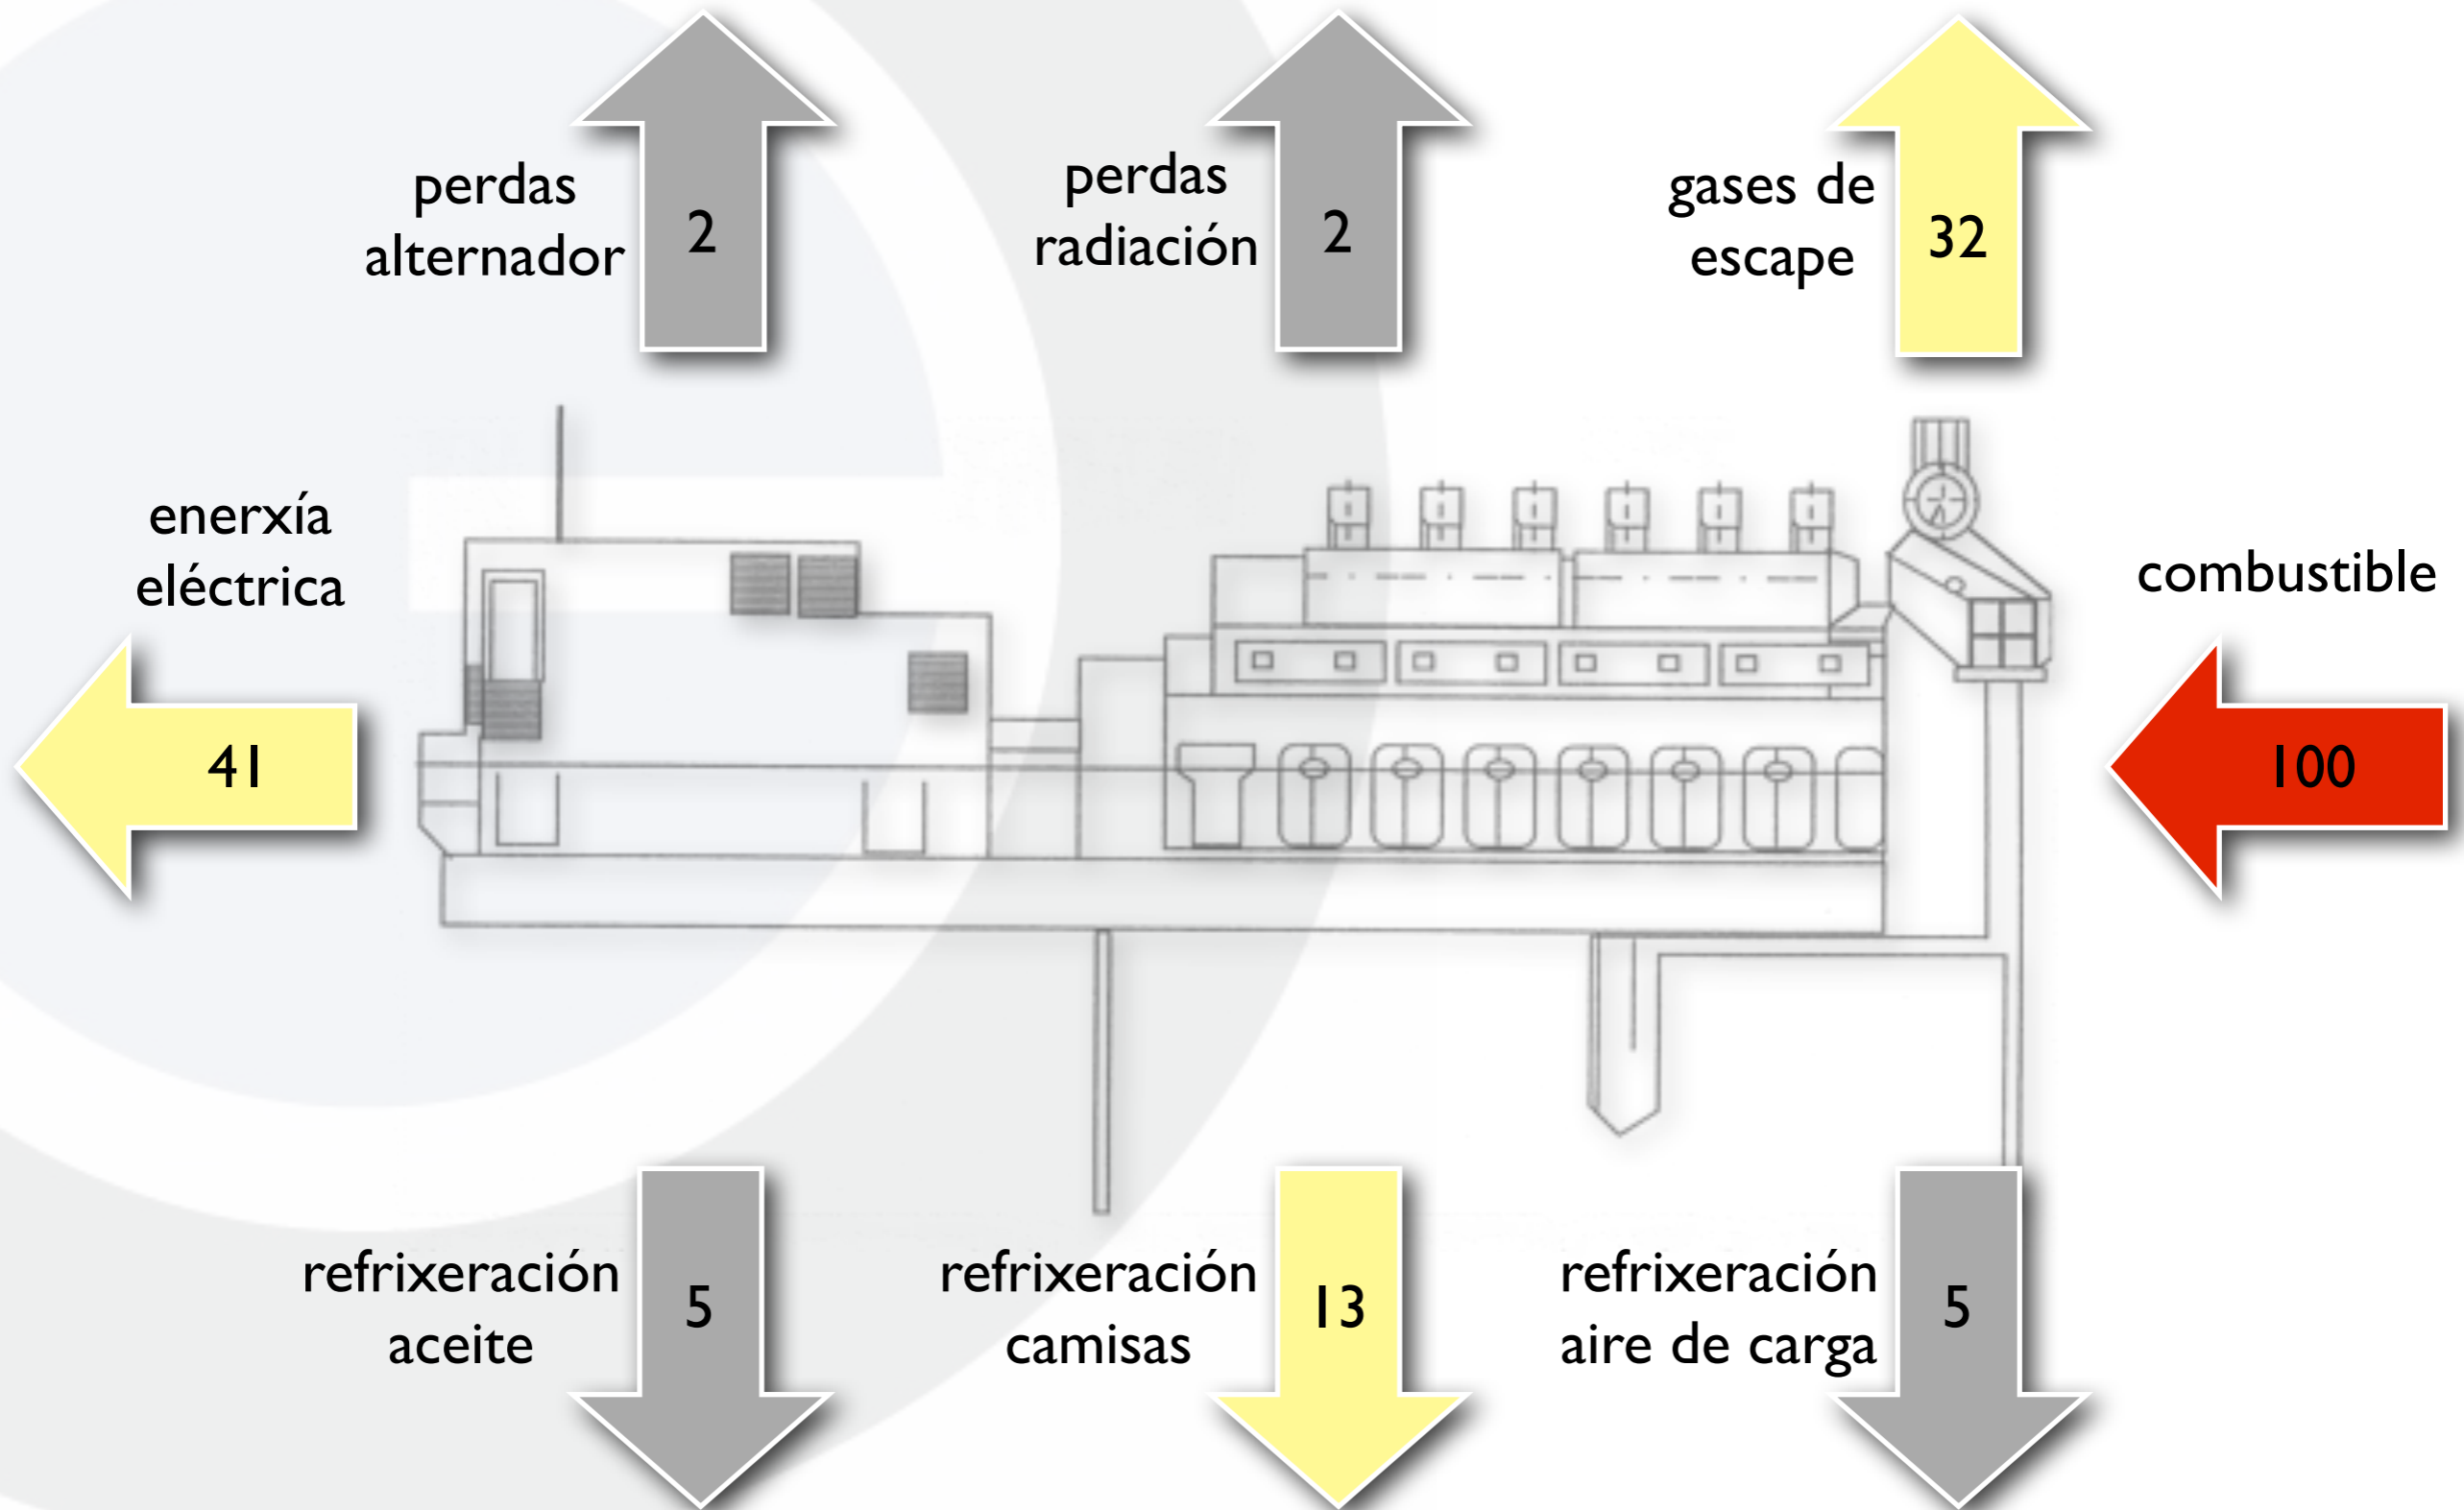 perdas
alternador
2
perdas
radiación
2
gases de
escape
32
enerxía
eléctrica
41
combustible
100
refrixeración
aceite
5
refrixeración
camisas
13
refrixeración
aire de carga
5